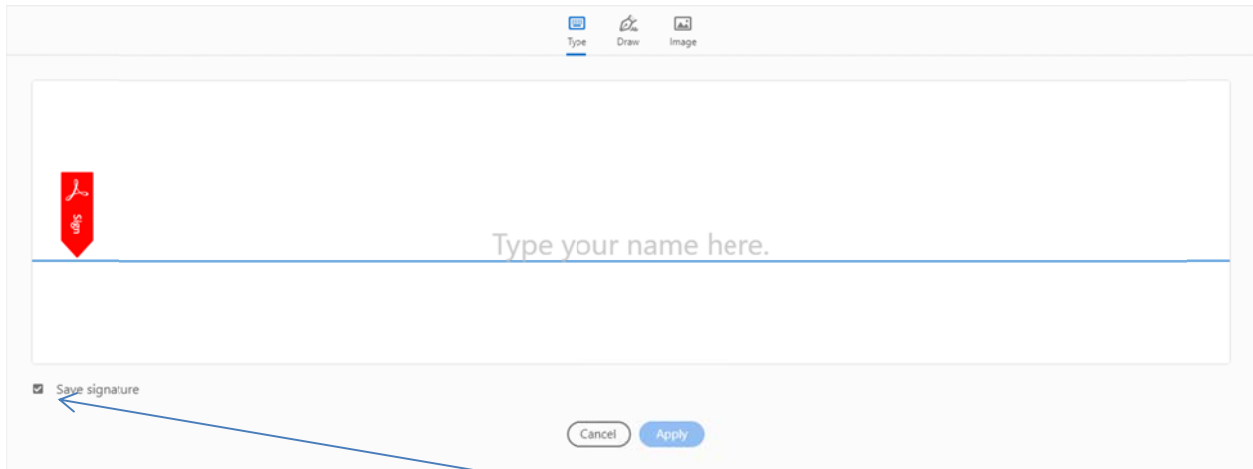 Type Draw Image
Sign
Type your name here.
Save signature
Cancel Apply